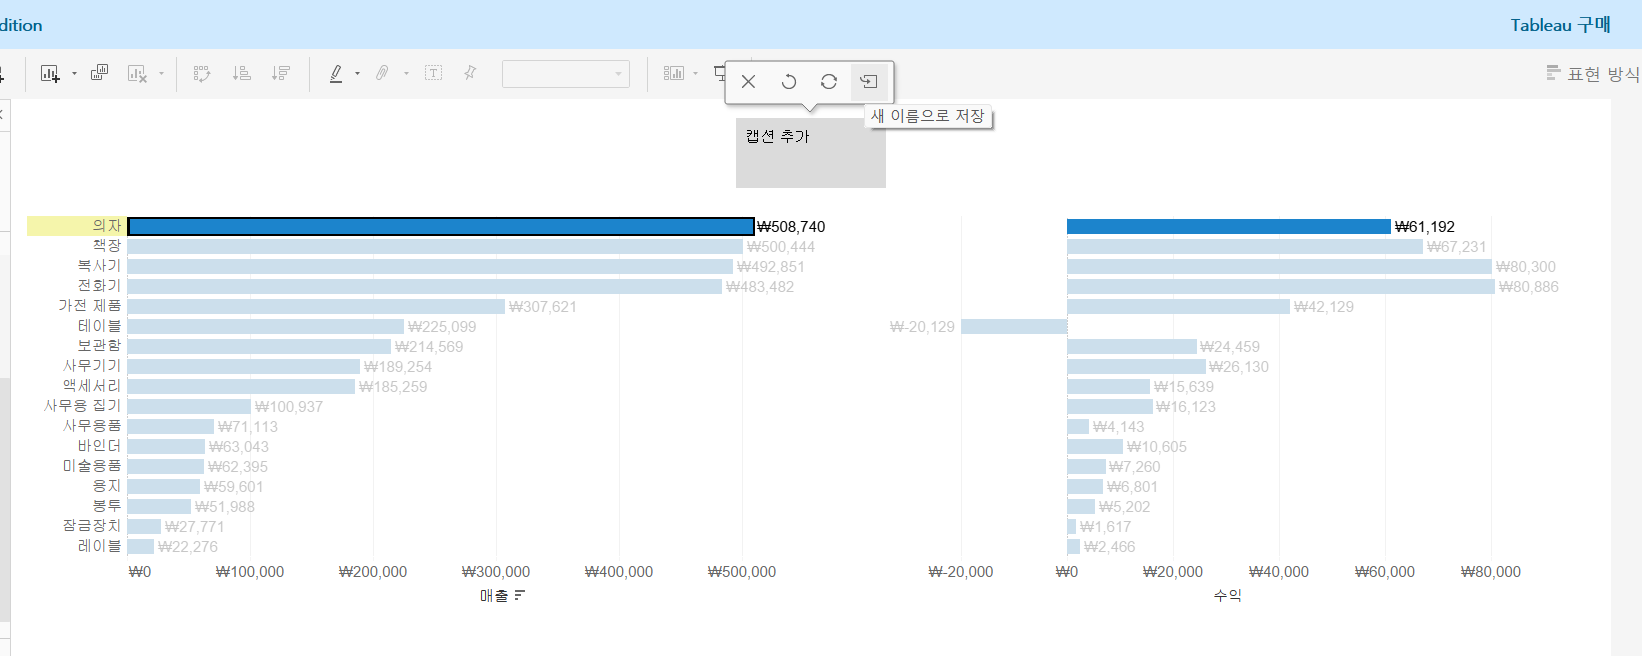 dition
Tableau 구매
표현 방식
새 이름으로 저장
캡션 추가
의자 ₩508,740 ₩61,192
책장 ₩500,444 ₩67,231
복사기 ₩492,851 ₩80,300
전화기 ₩483,482 ₩80,886
가전 제품 ₩307,621 ₩42,129
테이블 ₩225,099 ₩-20,129
보관함 ₩214,569 ₩24,459
사무기기 ₩189,254 ₩26,130
액세서리 ₩185,259 ₩15,639
사무용 집기 ₩100,937 ₩16,123
사무용품 ₩71,113 ₩4,143
바인더 ₩63,043 ₩10,605
미술용품 ₩62,395 ₩7,260
용지 ₩59,601 ₩6,801
봉투 ₩51,988 ₩5,202
잠금장치 ₩27,771 ₩1,617
레이블 ₩22,276 ₩2,466
₩0 ₩100,000 ₩200,000 ₩300,000 ₩400,000 ₩500,000 ₩-20,000 ₩0 ₩20,000 ₩40,000 ₩60,000 ₩80,000
매출 수익